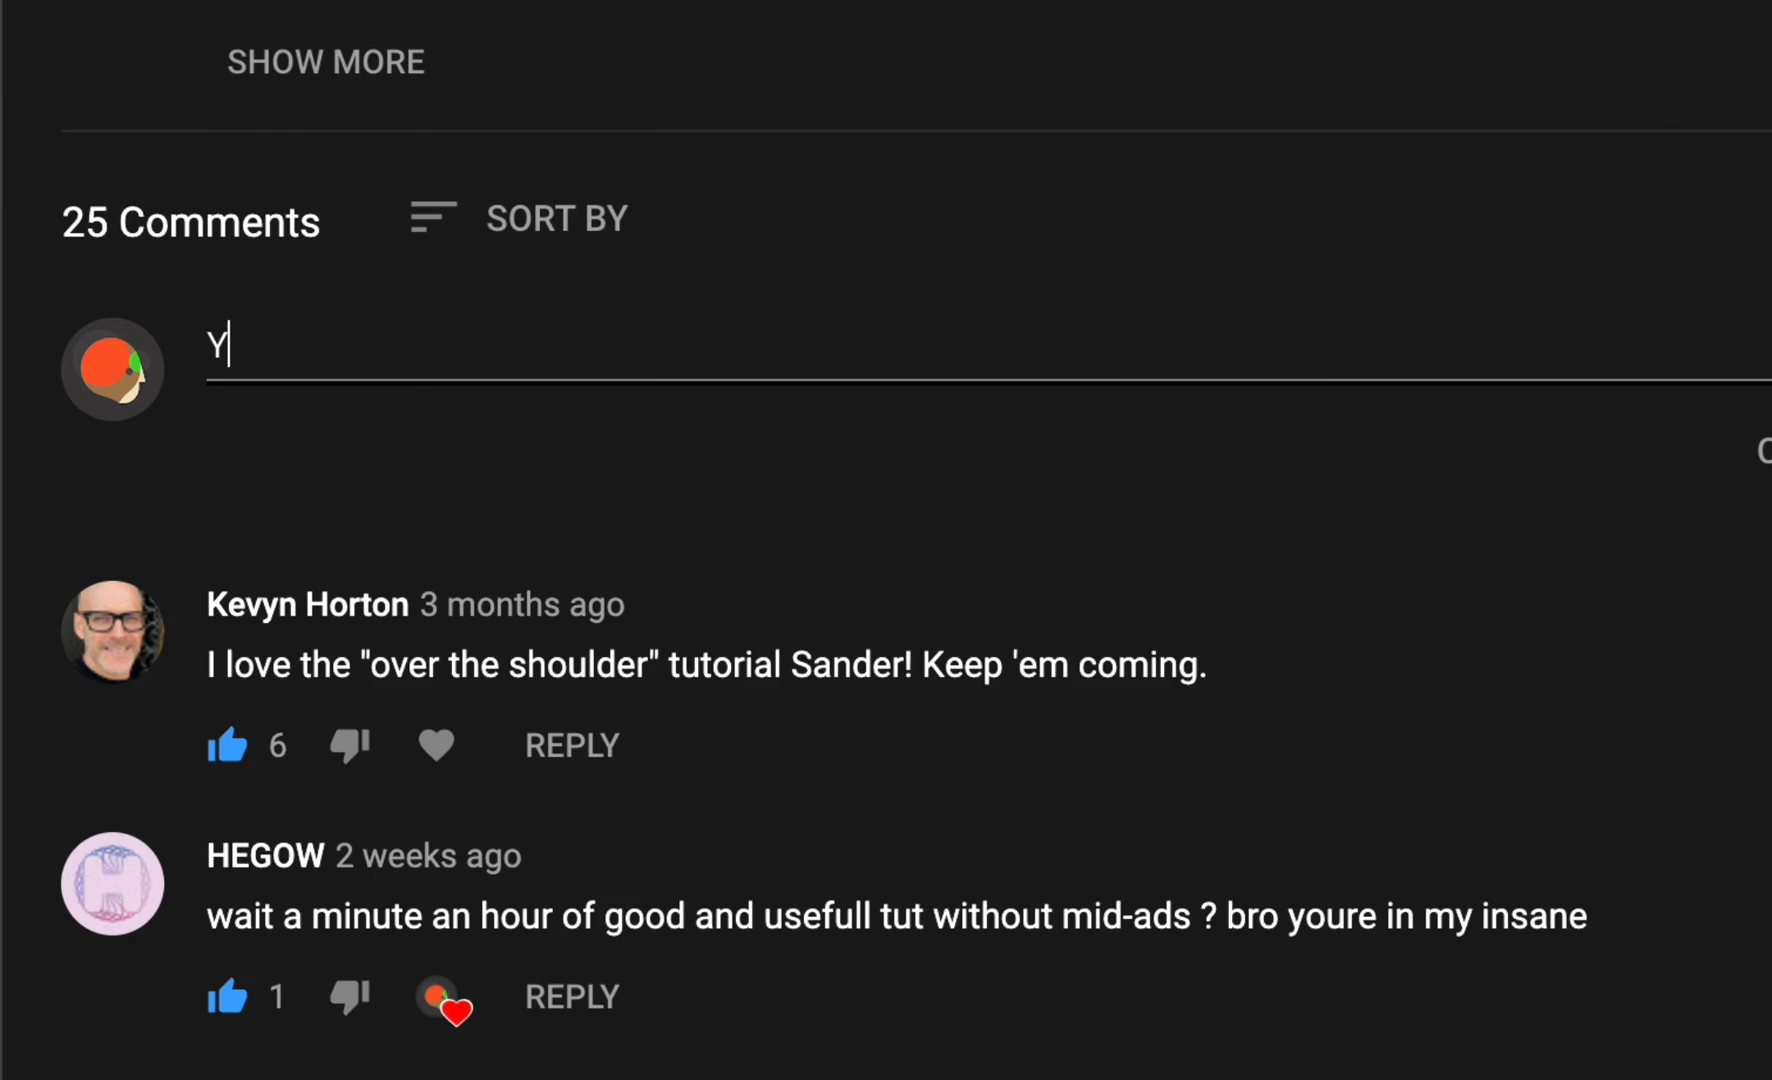 SHOW MORE
25 Comments SORT BY
Y
Kevyn Horton 3 months ago
I love the "over the shoulder" tutorial Sander! Keep 'em coming.
6 REPLY
HEGOW 2 weeks ago
wait a minute an hour of good and usefull tut without mid-ads ? bro youre in my insane
1 REPLY